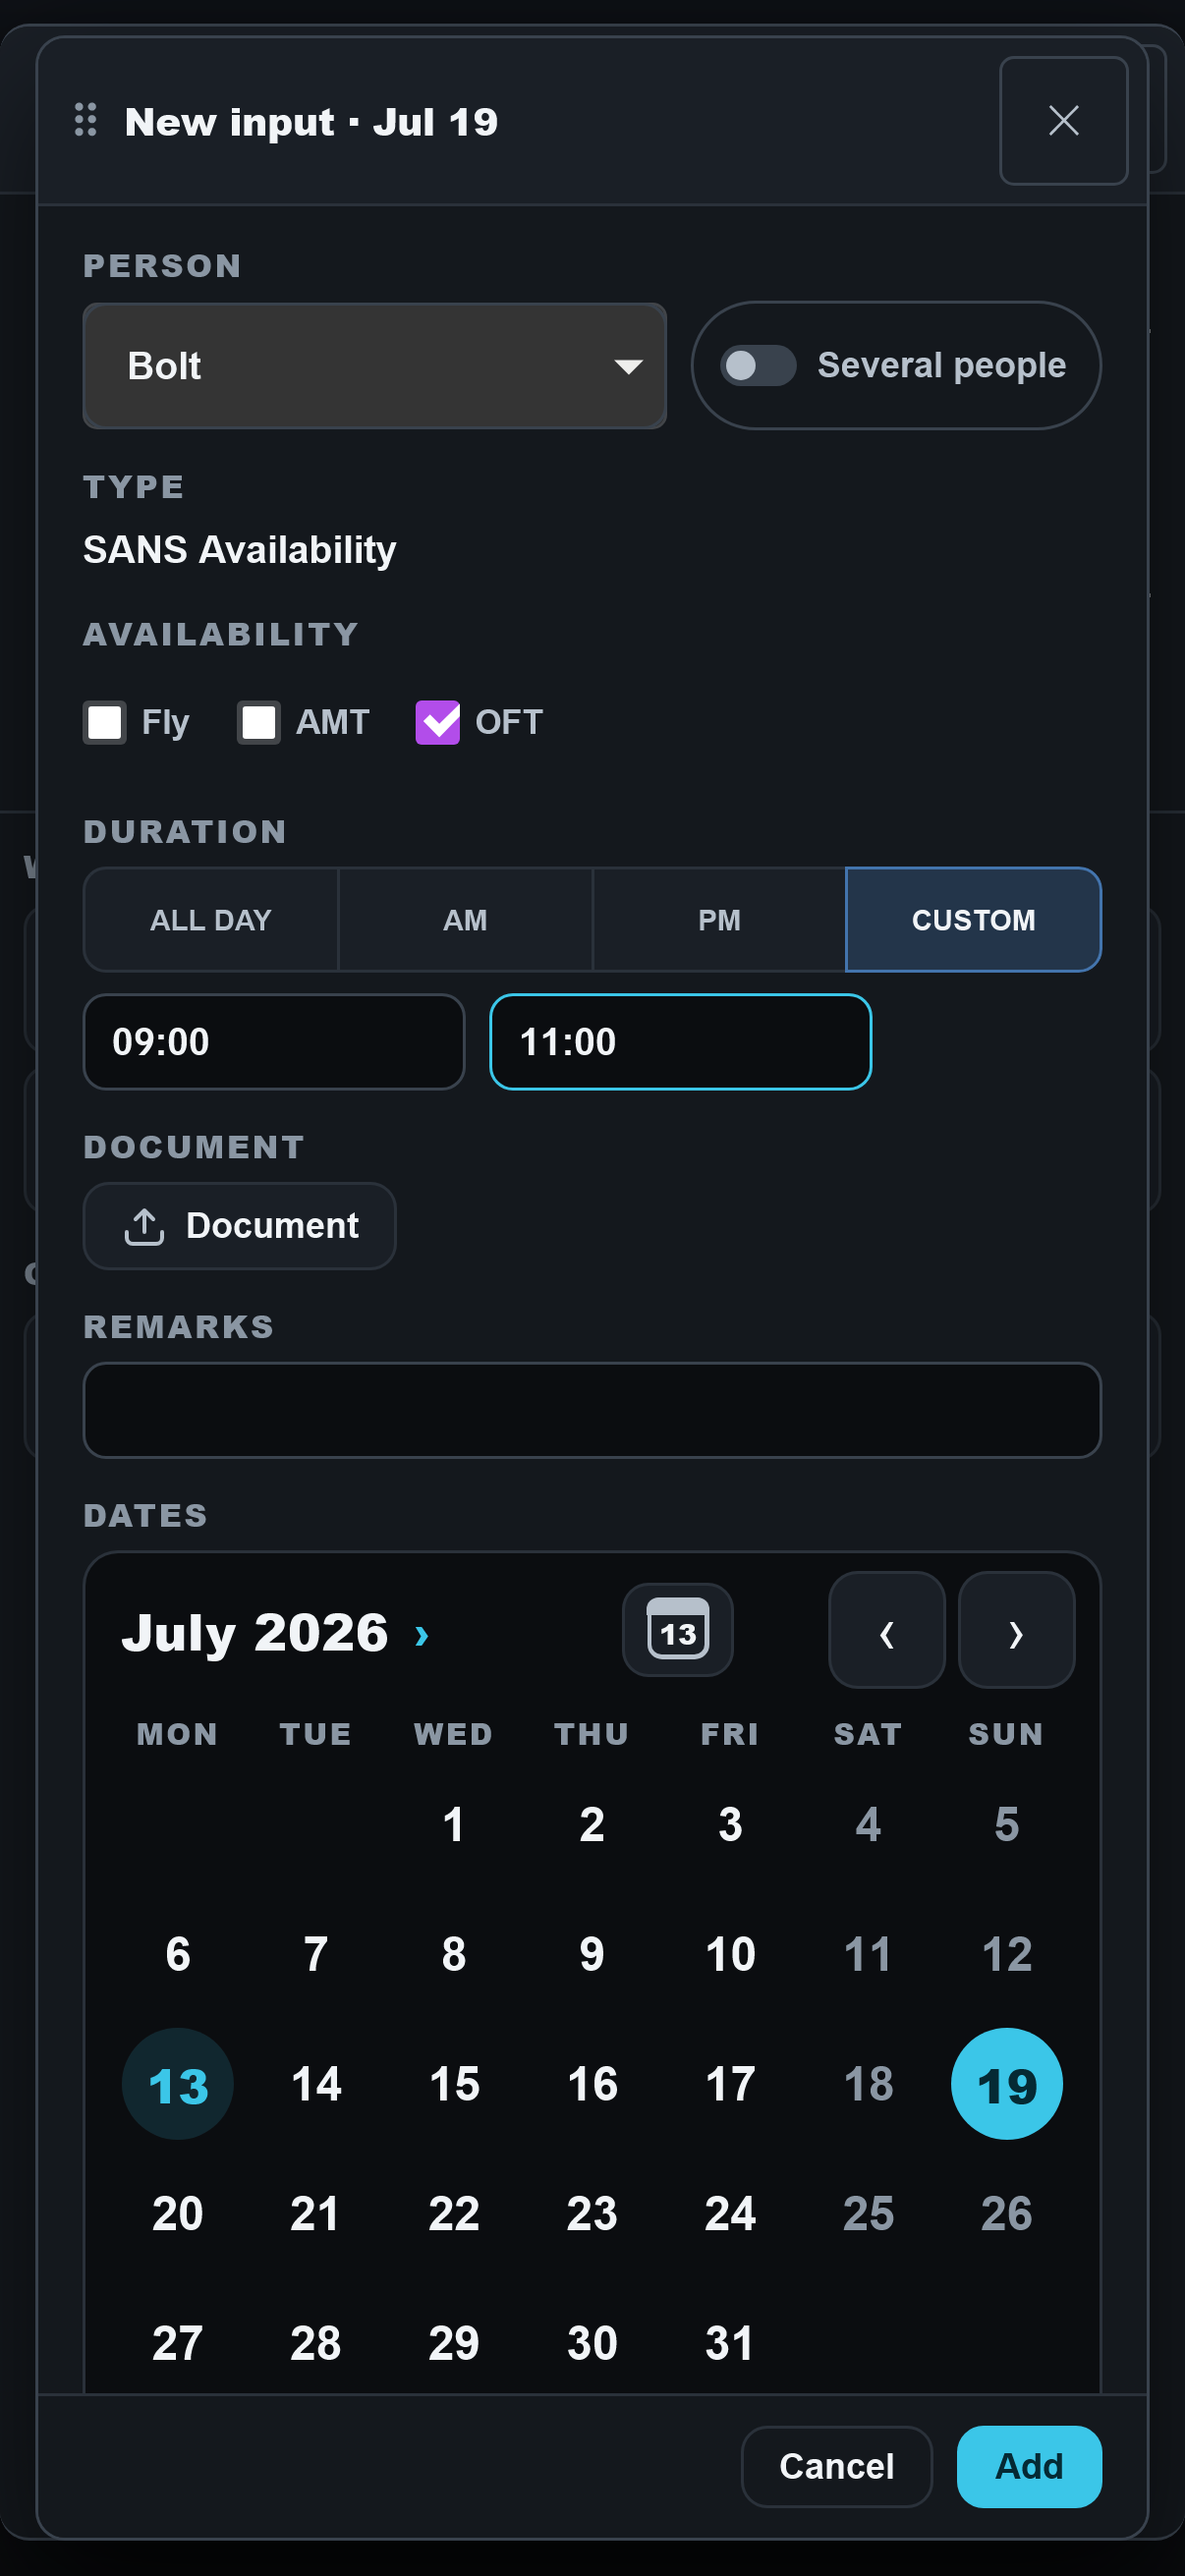 New input · Jul 19
PERSON
Bolt
Several people
TYPE
SANS Availability
AVAILABILITY
Fly AMT OFT
DURATION
ALL DAY AM PM CUSTOM
09:00 11:00
DOCUMENT
Document
REMARKS
DATES
July 2026 › 13 ‹ ›
MON TUE WED THU FRI SAT SUN
1 2 3 4 5
6 7 8 9 10 11 12
13 14 15 16 17 18 19
20 21 22 23 24 25 26
27 28 29 30 31
Cancel Add